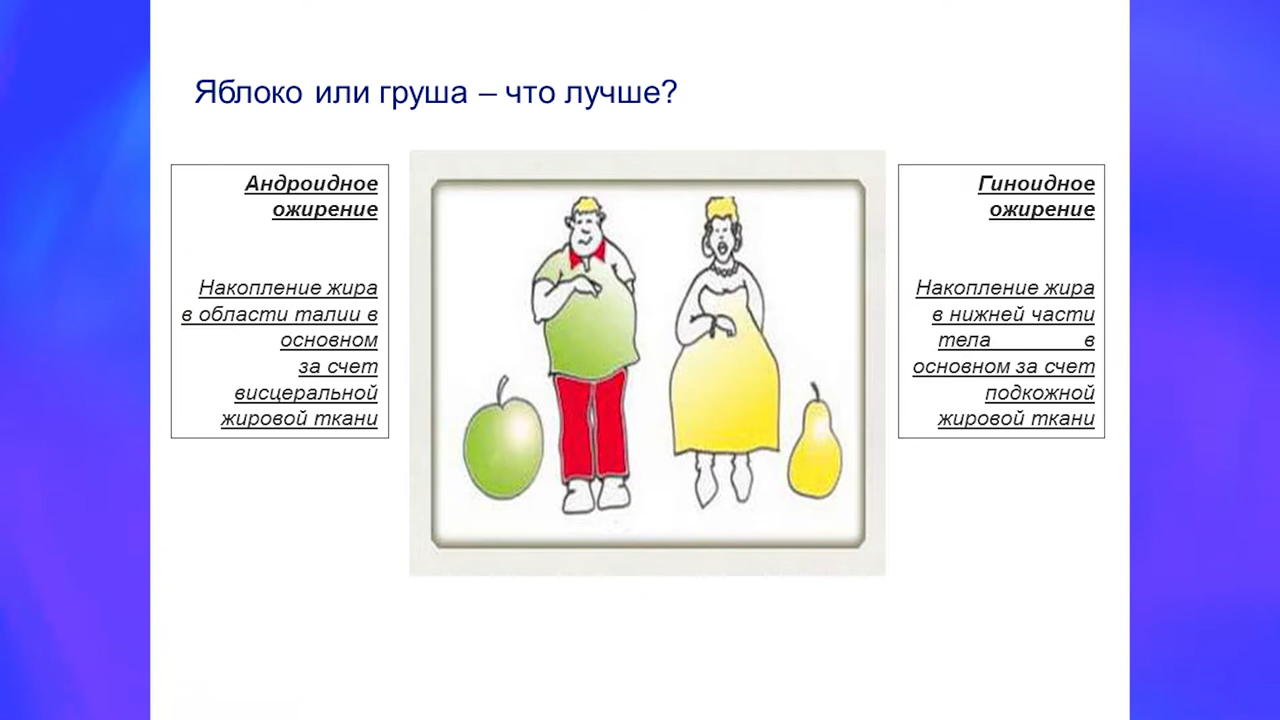 Яблоко или груша – что лучше?
Андроидное
ожирение
Накопление жира
в области талии в
основном
за счет
висцеральной
жировой ткани
Гиноидное
ожирение
Накопление жира
в нижней части
тела в
основном за счет
подкожной
жировой ткани